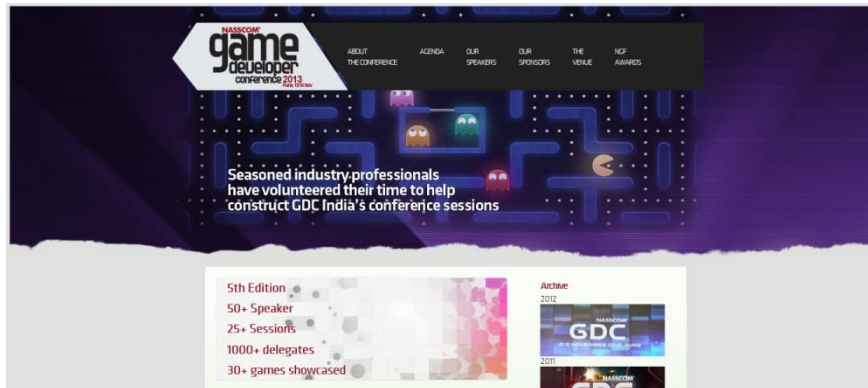 NASSCOM®
game
developer
conference 2013
ABOUT
THE CONFERENCE
AGENDA
OUR
SPEAKERS
OUR
SPONSORS
THE
VENUE
NGF
AWARDS
Seasoned industry professionals
have volunteered their time to help
construct GDC India's conference sessions
5th Edition
50+ Speaker
25+ Sessions
1000+ delegates
30+ games showcased
Archive
2012
NASSCOM®
GDC
2011
NASSCOM®
GDC